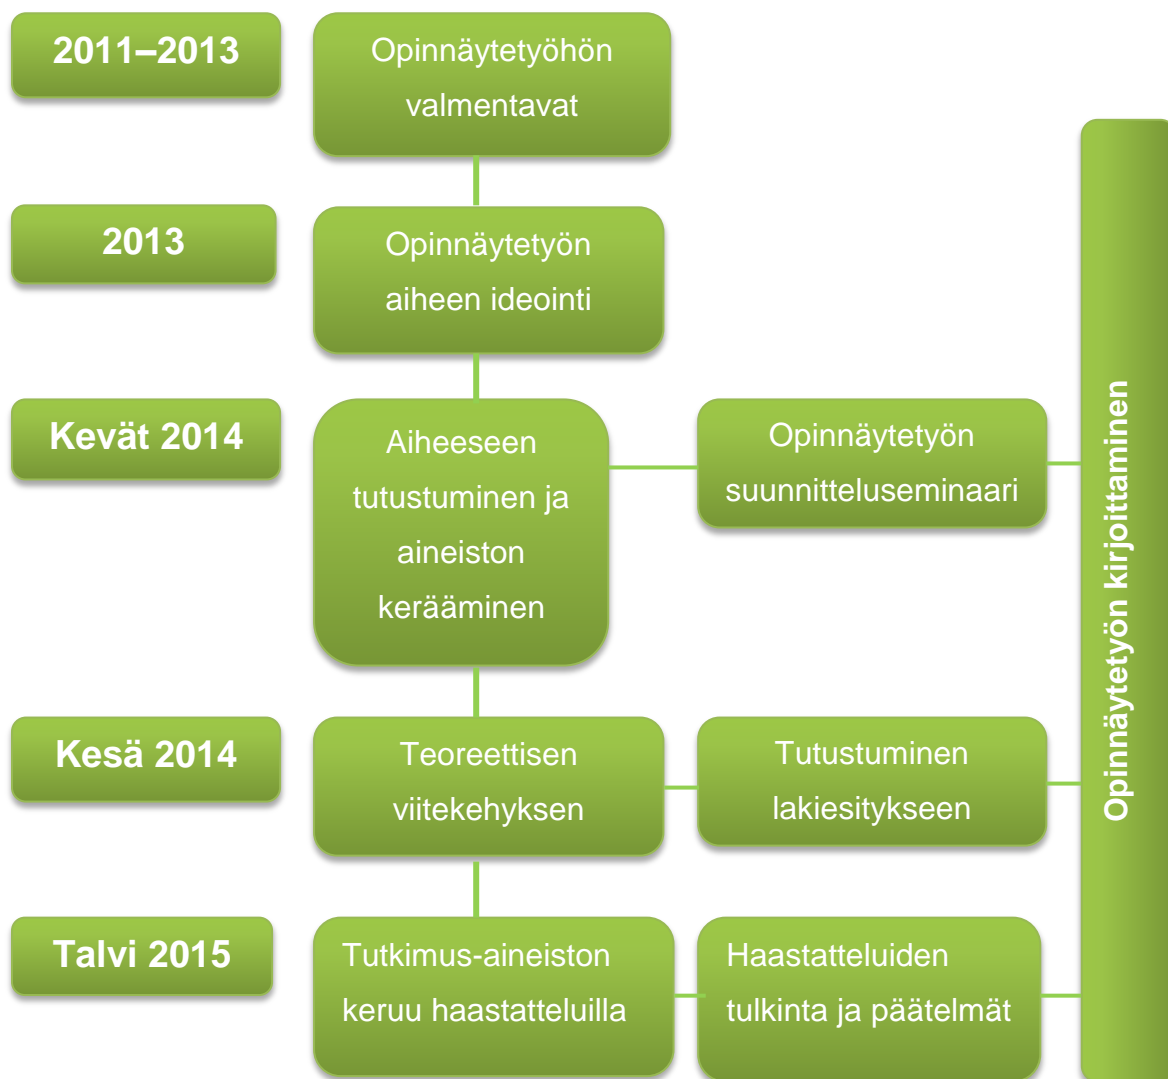 2011–2013
Opinnäytetyöhön
valmentavat
2013
Opinnäytetyön
aiheen ideointi
Kevät 2014
Aiheeseen
tutustuminen ja
aineiston
kerääminen
Opinnäytetyön
suunnitteluseminaari
Kesä 2014
Teoreettisen
viitekehyksen
Tutustuminen
lakiesitykseen
Talvi 2015
Tutkimus-aineiston
keruu haastatteluilla
Haastatteluiden
tulkinta ja päätelmät
Opinnäytetyön kirjoittaminen